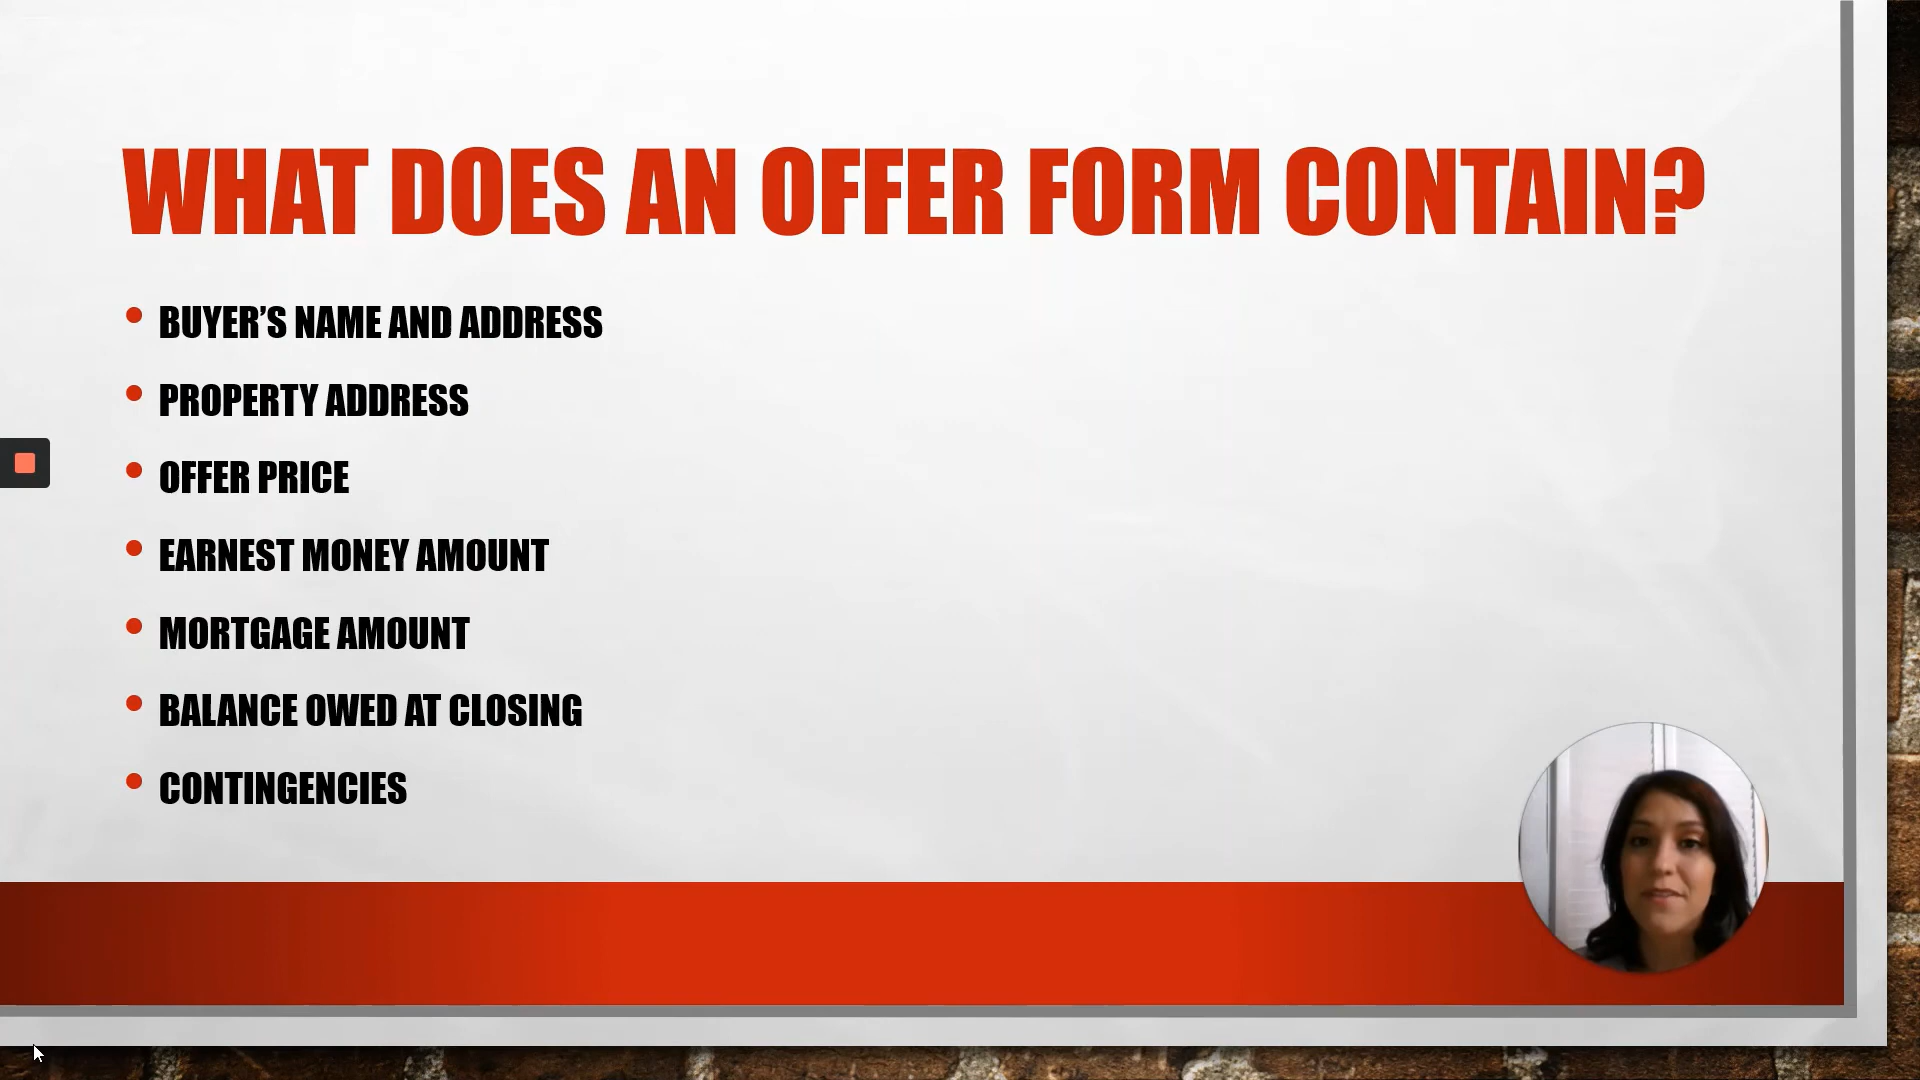 WHAT DOES AN OFFER FORM CONTAIN?
• BUYER’S NAME AND ADDRESS
• PROPERTY ADDRESS
• OFFER PRICE
• EARNEST MONEY AMOUNT
• MORTGAGE AMOUNT
• BALANCE OWED AT CLOSING
• CONTINGENCIES